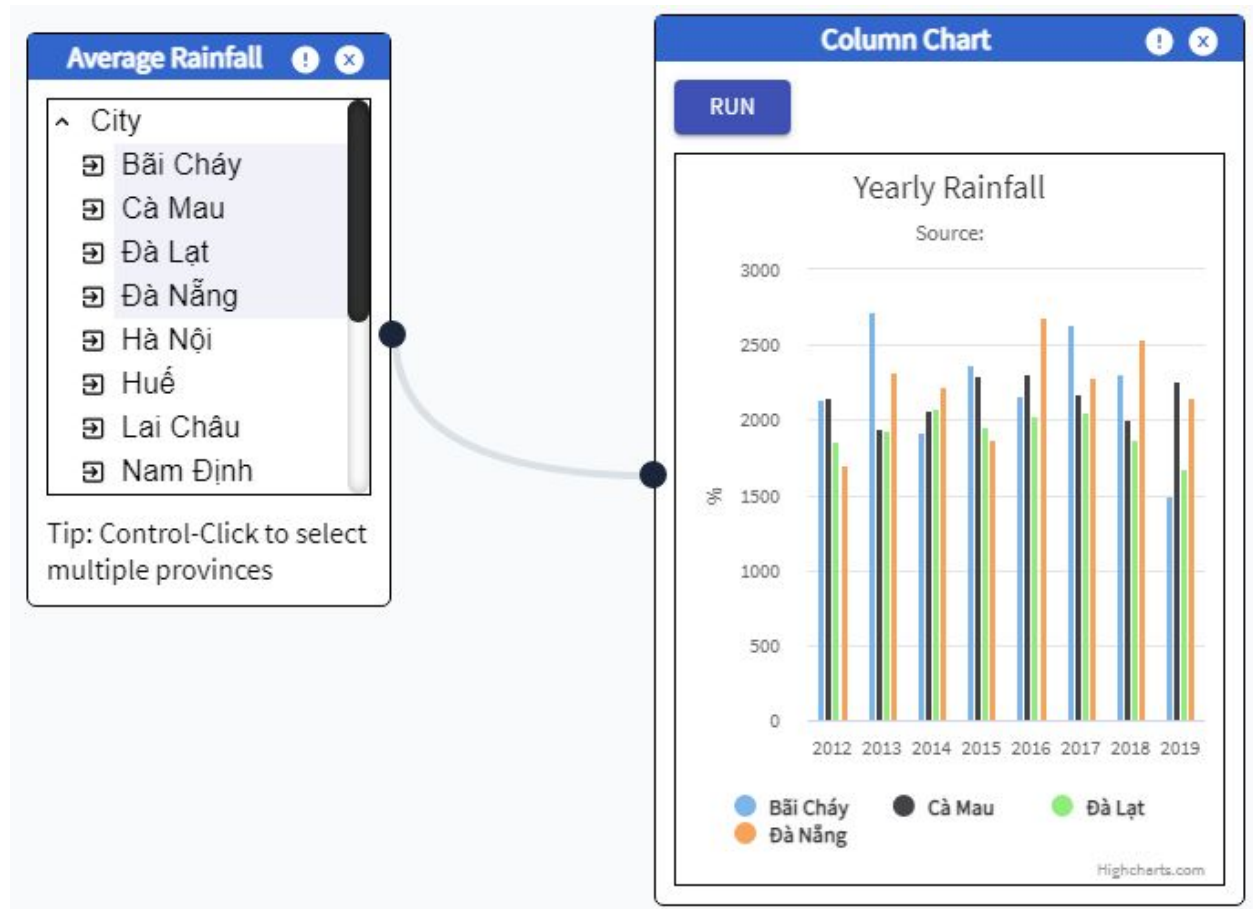 Average Rainfall
City
Bãi Cháy
Cà Mau
Đà Lạt
Đà Nẵng
Hà Nội
Huế
Lai Châu
Nam Định
Tip: Control-Click to select
multiple provinces
Column Chart
RUN
Yearly Rainfall
Source:
3000
2500
2000
1500
1000
500
0
%
2012 2013 2014 2015 2016 2017 2018 2019
Bãi Cháy Cà Mau Đà Lạt
Đà Nẵng
Highcharts.com